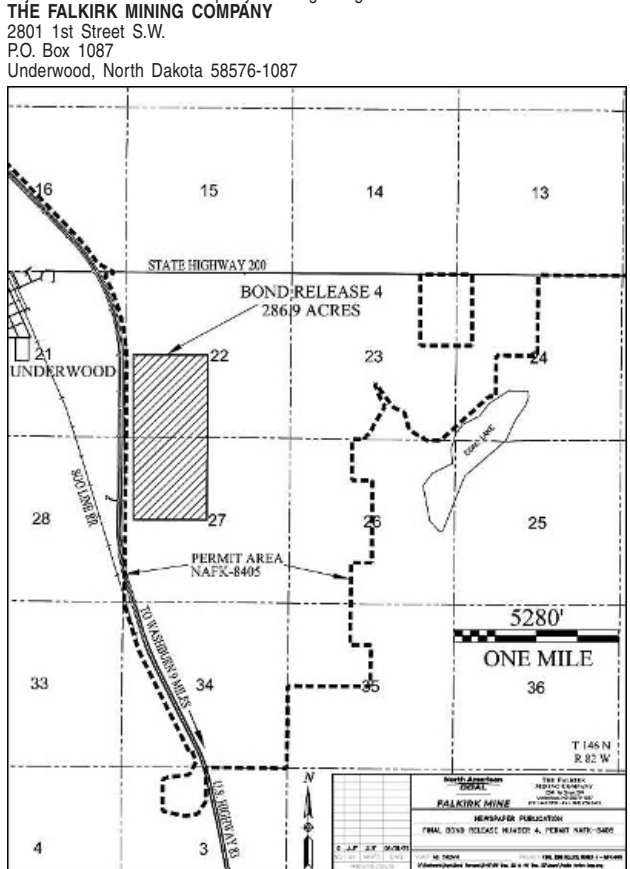 THE FALKIRK MINING COMPANY
2801 1st Street S.W.
P.O. Box 1087
Underwood, North Dakota 58576-1087
16
15
14
13
STATE HIGHWAY 200
BOND RELEASE 4
286.9 ACRES
21
22
23
24
UNDERWOOD
COAL LAKE
SOO LINE RR
28
27
26
25
PERMIT AREA
NAFK-8405
5280'
ONE MILE
TO WASHBURN 9 MILES
33
34
35
36
T 146 N
R 82 W
N
U.S. HIGHWAY 83
4
3
North American
COAL
FALKIRK MINE
THE FALKIRK
MINING COMPANY
NEWSPAPER PUBLICATION
FINAL BOND RELEASE NUMBER 4, PERMIT NAFK-8405